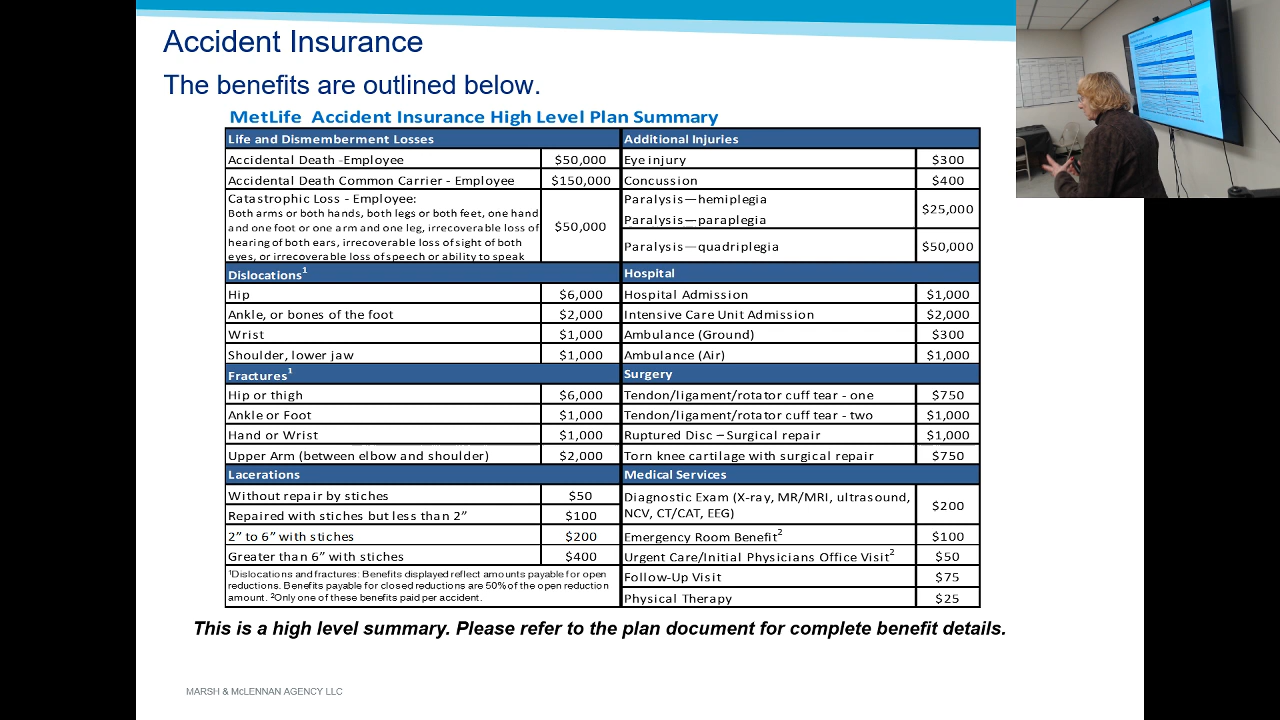 Accident Insurance
The benefits are outlined below.
MetLife Accident Insurance High Level Plan Summary
Life and Dismemberment Losses
Accidental Death -Employee $50,000
Accidental Death Common Carrier - Employee $150,000
Catastrophic Loss - Employee:
Both arms or both hands, both legs or both feet, one hand
and one foot or one arm and one leg, irrecoverable loss of
hearing of both ears, irrecoverable loss of sight of both
eyes, or irrecoverable loss of speech or ability to speak
$50,000
Dislocations¹
Hip $6,000
Ankle, or bones of the foot $2,000
Wrist $1,000
Shoulder, lower jaw $1,000
Fractures¹
Hip or thigh $6,000
Ankle or Foot $1,000
Hand or Wrist $1,000
Upper Arm (between elbow and shoulder) $2,000
Lacerations
Without repair by stiches $50
Repaired with stiches but less than 2” $100
2” to 6” with stiches $200
Greater than 6” with stiches $400
¹Dislocations and fractures: Benefits displayed reflect amounts payable for open
reductions. Benefits payable for closed reductions are 50% of the open reduction
amount. ²Only one of these benefits paid per accident.
Additional Injuries
Eye injury $300
Concussion $400
Paralysis—hemiplegia
Paralysis—paraplegia
$25,000
Paralysis—quadriplegia $50,000
Hospital
Hospital Admission $1,000
Intensive Care Unit Admission $2,000
Ambulance (Ground) $300
Ambulance (Air) $1,000
Surgery
Tendon/ligament/rotator cuff tear - one $750
Tendon/ligament/rotator cuff tear - two $1,000
Ruptured Disc – Surgical repair $1,000
Torn knee cartilage with surgical repair $750
Medical Services
Diagnostic Exam (X-ray, MR/MRI, ultrasound,
NCV, CT/CAT, EEG)
$200
Emergency Room Benefit² $100
Urgent Care/Initial Physicians Office Visit² $50
Follow-Up Visit $75
Physical Therapy $25
This is a high level summary. Please refer to the plan document for complete benefit details.
MARSH & McLENNAN AGENCY LLC